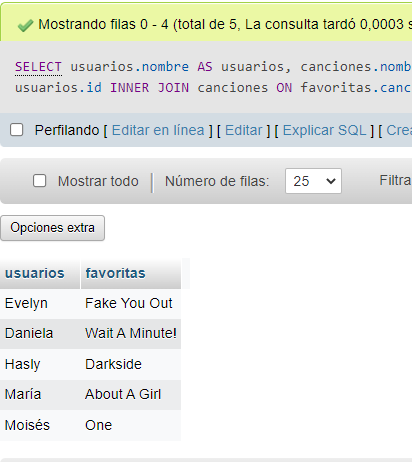 Mostrando filas 0 - 4 (total de 5, La consulta tardó 0,0003 s
SELECT usuarios.nombre AS usuarios, canciones.nomb
usuarios.id INNER JOIN canciones ON favoritas.canc
Perfilando [ Editar en línea ] [ Editar ] [ Explicar SQL ] [ Crea
Mostrar todo | Número de filas: 25 Filtra
Opciones extra
usuarios favoritas
Evelyn Fake You Out
Daniela Wait A Minute!
Hasly Darkside
María About A Girl
Moisés One